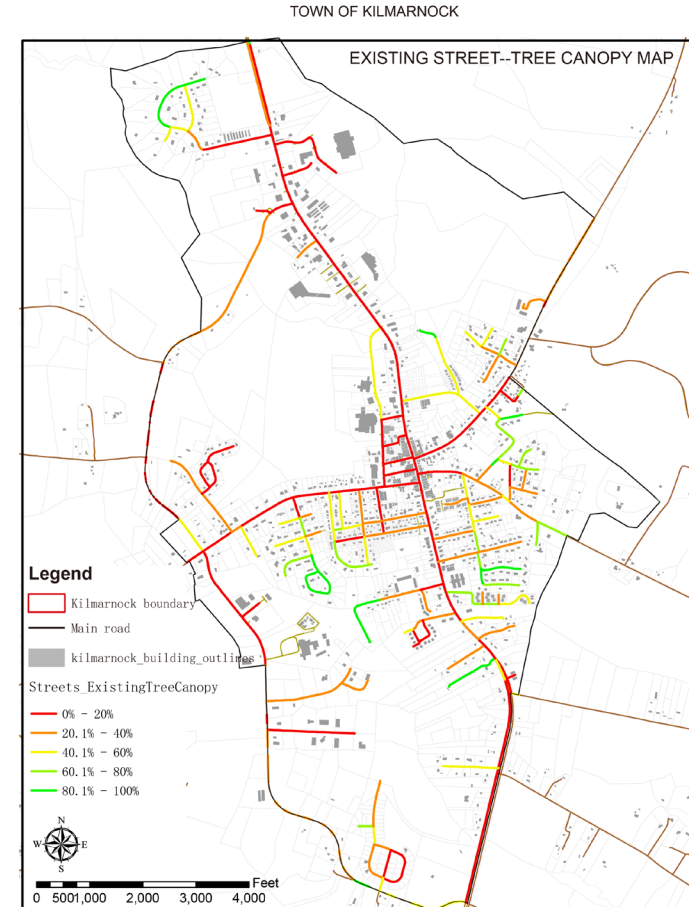 TOWN OF KILMARNOCK
EXISTING STREET--TREE CANOPY MAP
Legend
Kilmarnock boundary
Main road
kilmarnock_building_outlines
Streets_ExistingTreeCanopy
0% - 20%
20.1% - 40%
40.1% - 60%
60.1% - 80%
80.1% - 100%
N
W E
S
Feet
0 500 1,000 2,000 3,000 4,000